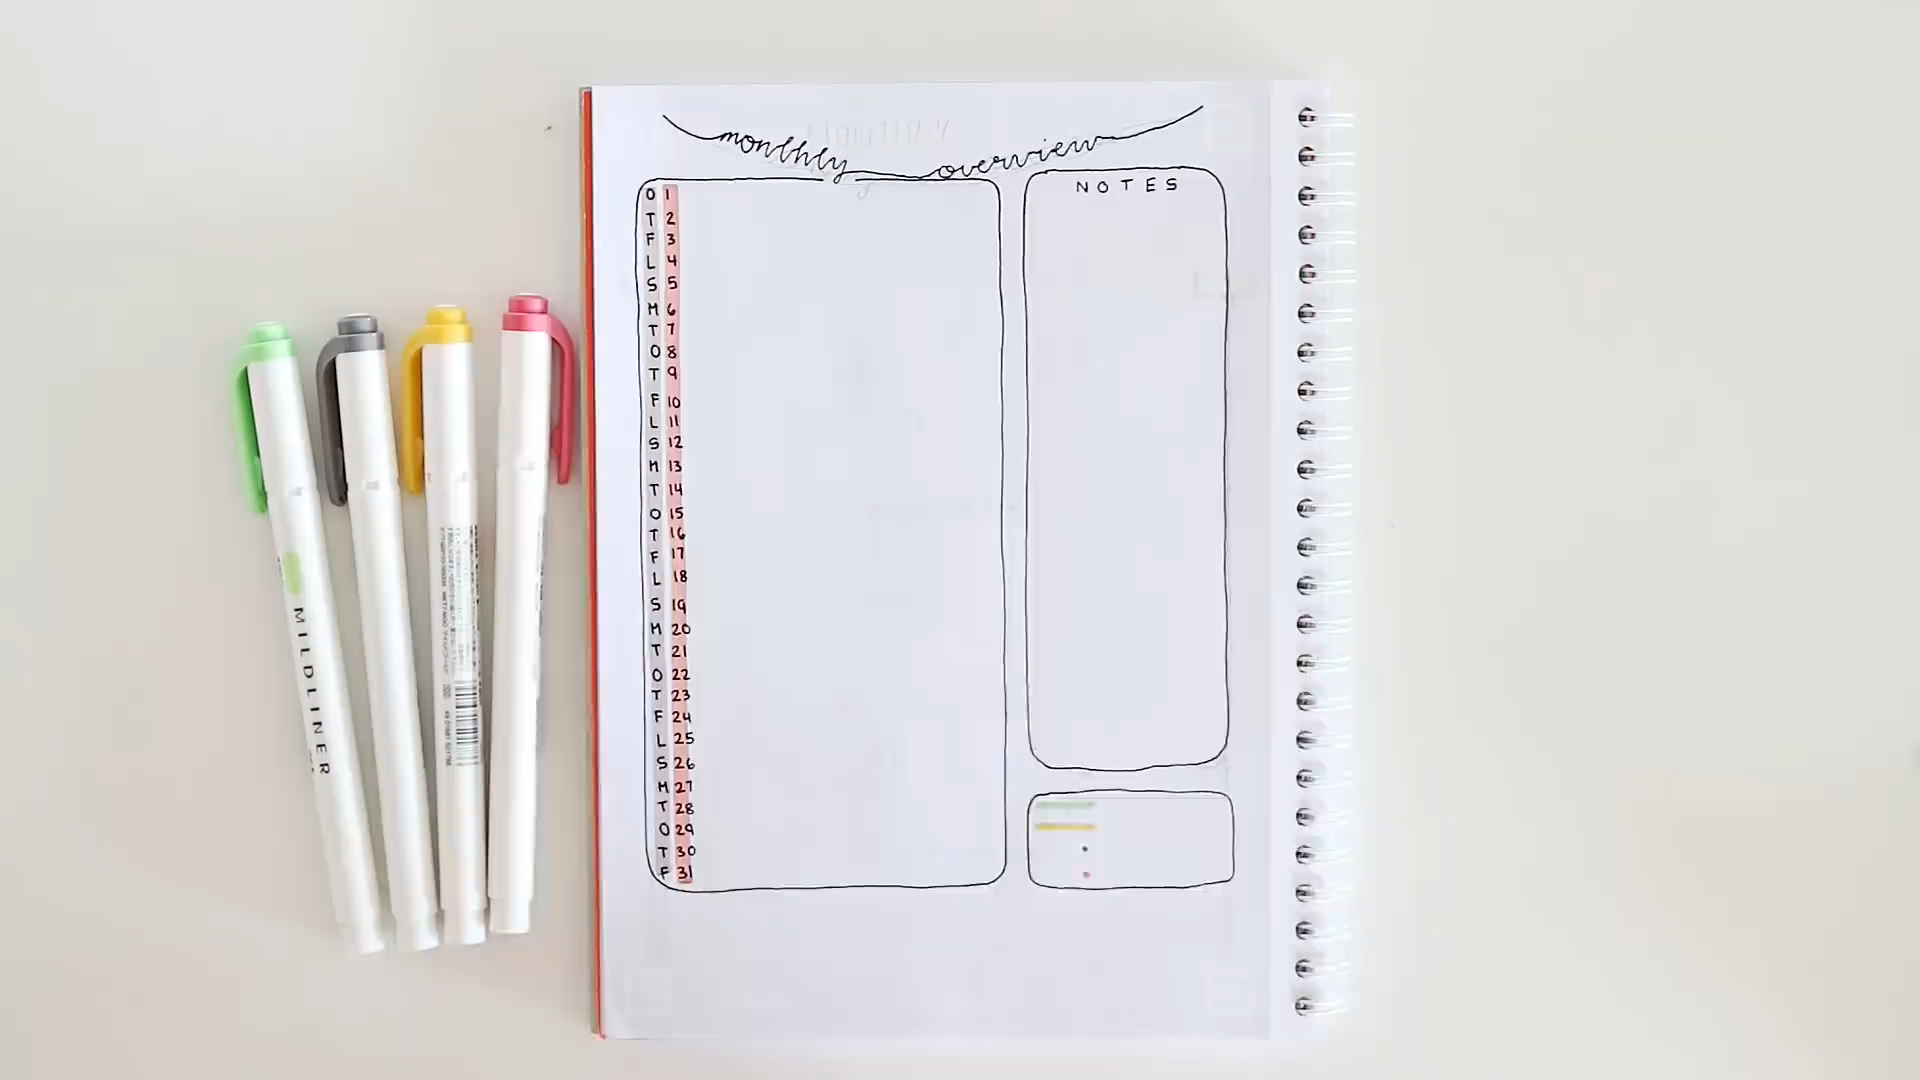 monthly overview
O 1
T 2
F 3
L 4
S 5
M 6
T 7
O 8
T 9
F 10
L 11
S 12
M 13
T 14
O 15
T 16
F 17
L 18
S 19
M 20
T 21
O 22
T 23
F 24
L 25
S 26
M 27
T 28
O 29
T 30
F 31
NOTES
MILDLINER